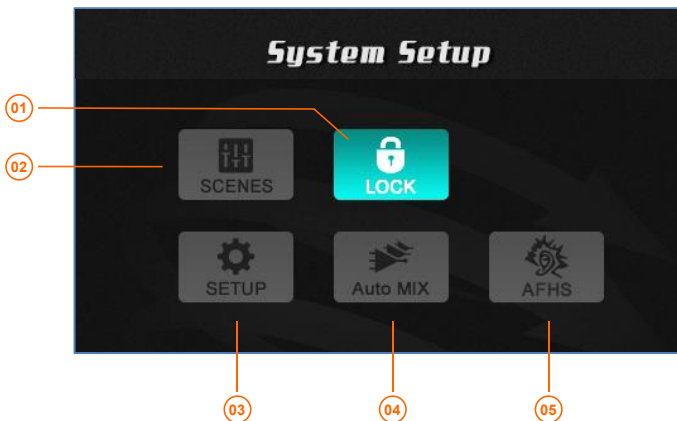 System Setup
01
02
SCENES
LOCK
SETUP
Auto MIX
AFHS
03
04
05